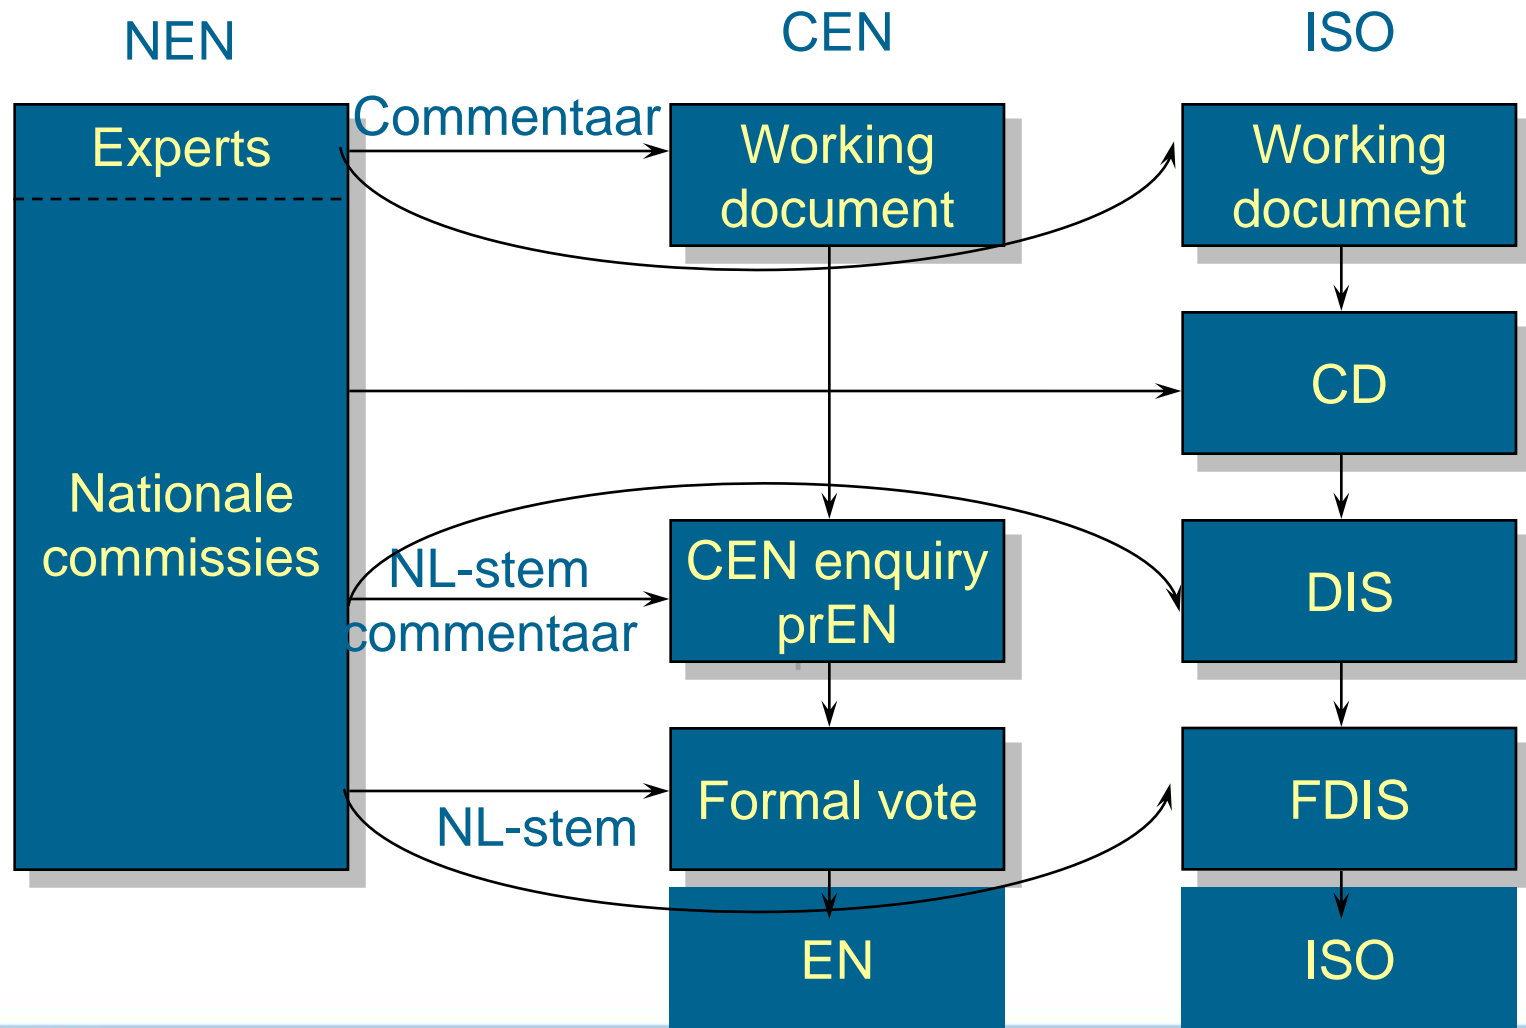 NEN
CEN
ISO
Experts
Commentaar
Working
document
Working
document
CD
Nationale
commissies
NL-stem
commentaar
CEN enquiry
prEN
DIS
NL-stem
Formal vote
FDIS
EN
ISO